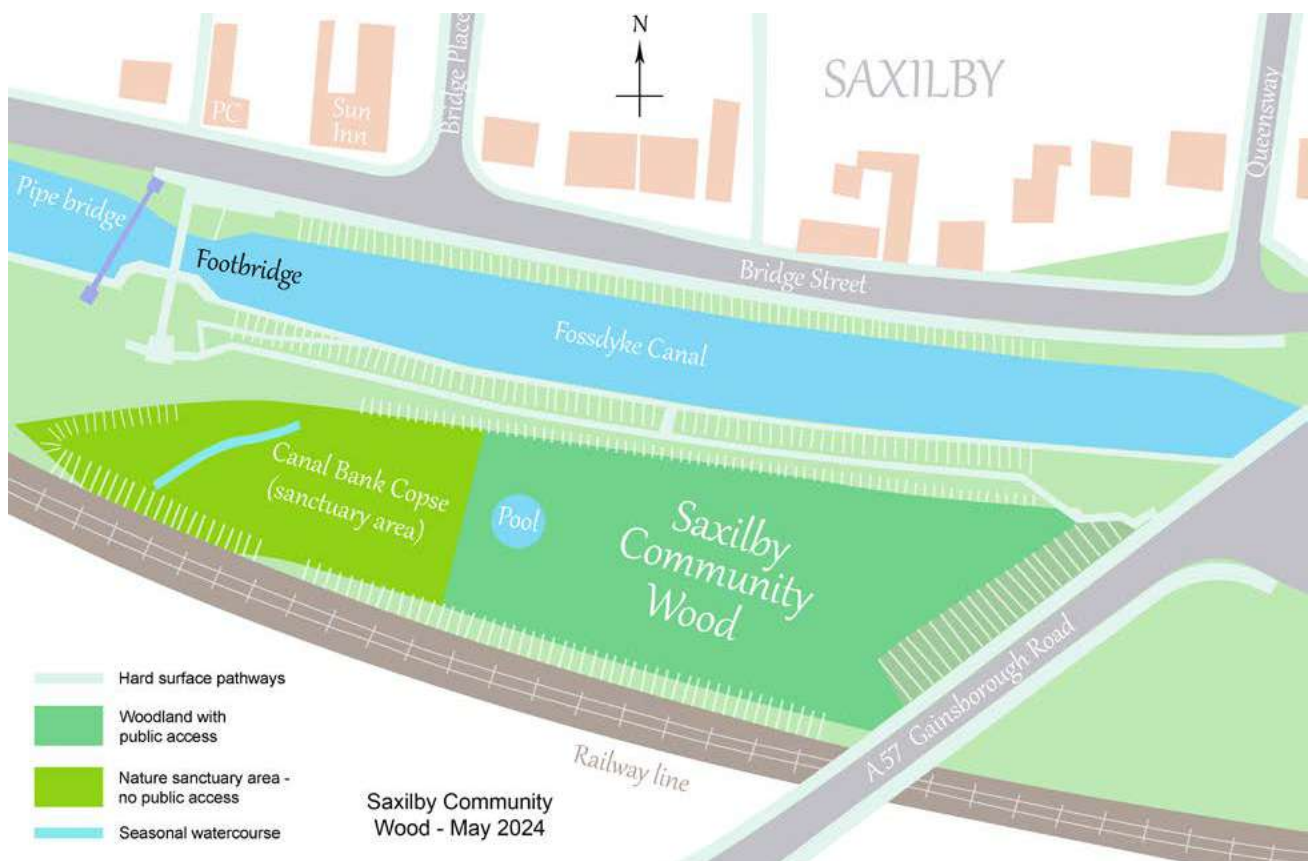 N
SAXILBY
Bridge Place
Queensway
PC
Sun
Inn
Pipe bridge
Footbridge
Bridge Street
Fossdyke Canal
Canal Bank Copse
(sanctuary area)
Pool
Saxilby
Community
Wood
A57 Gainsborough Road
Railway line
Hard surface pathways
Woodland with
public access
Nature sanctuary area -
no public access
Seasonal watercourse
Saxilby Community
Wood - May 2024